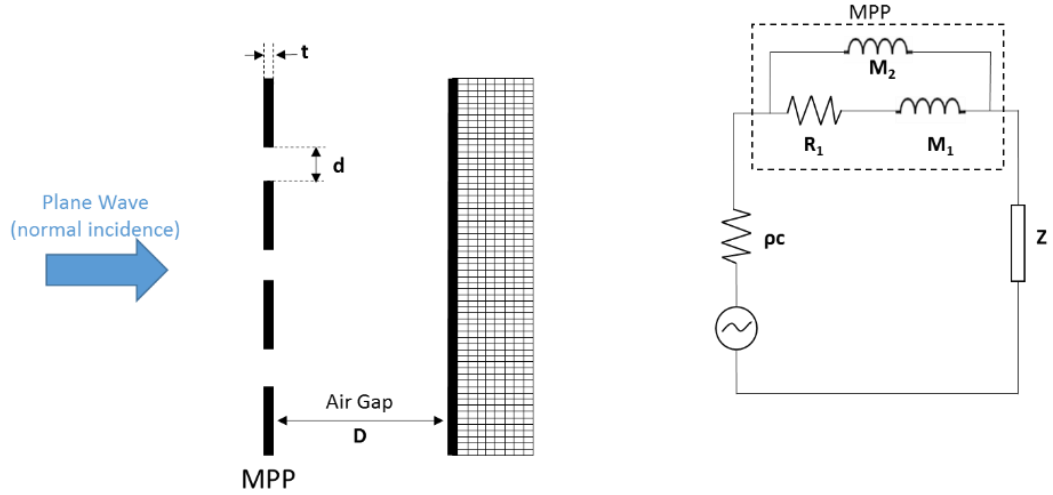 t
d
Plane Wave
(normal incidence)
Air Gap
D
MPP
MPP
M₂
R₁
M₁
ρc
Z